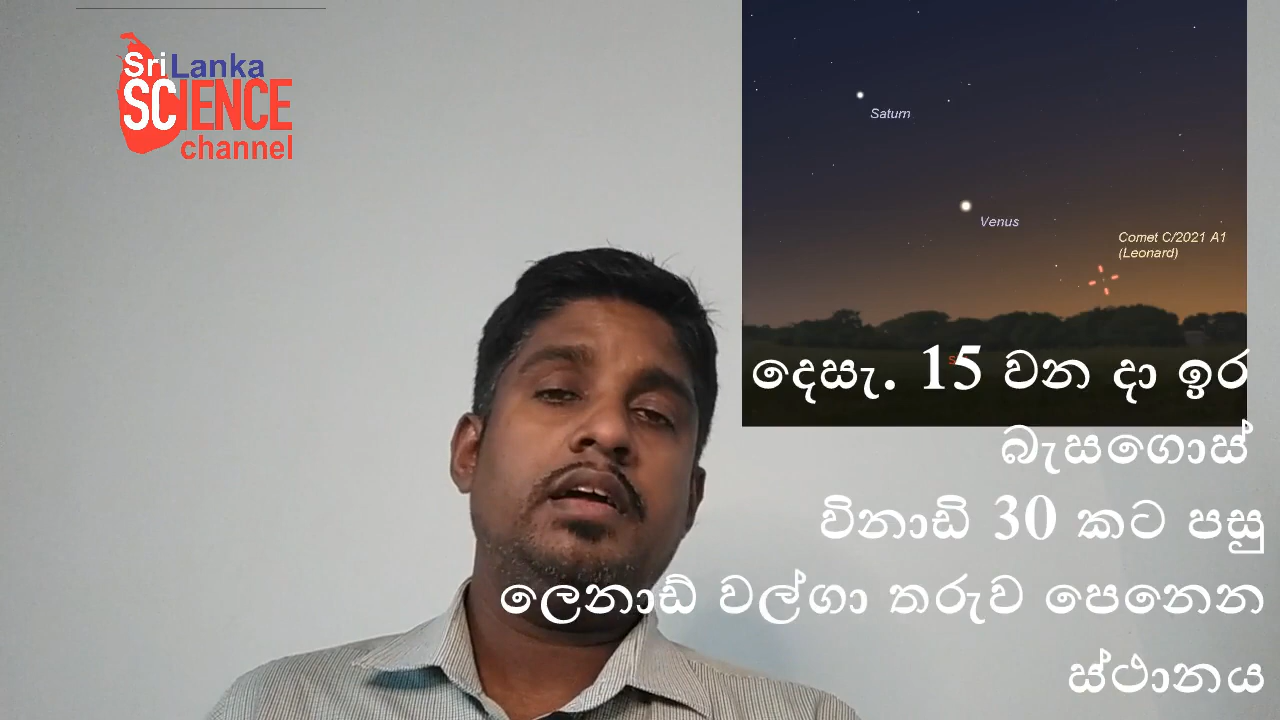 Sri Lanka
SCIENCE
channel
Saturn
Venus
Comet C/2021 A1
(Leonard)
දෙසැ. 15 වන දා ඉර
බැසගොස්
විනාඩි 30 කට පසු
ලෙනාඩ් වල්ගා තරුව පෙනෙන
ස්ථානය